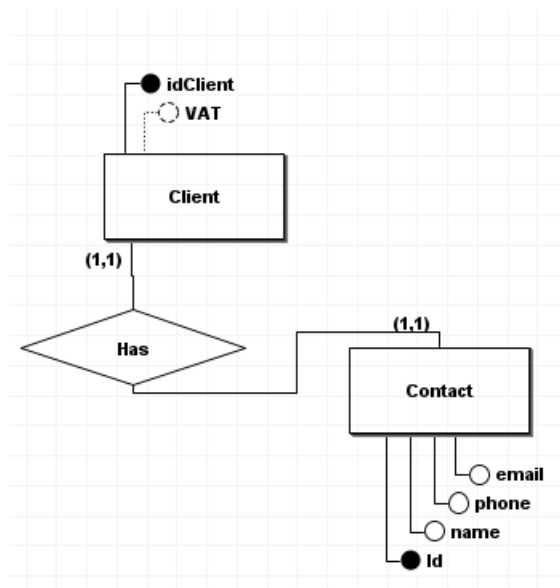 idClient
VAT
Client
(1,1)
Has
(1,1)
Contact
email
phone
name
Id